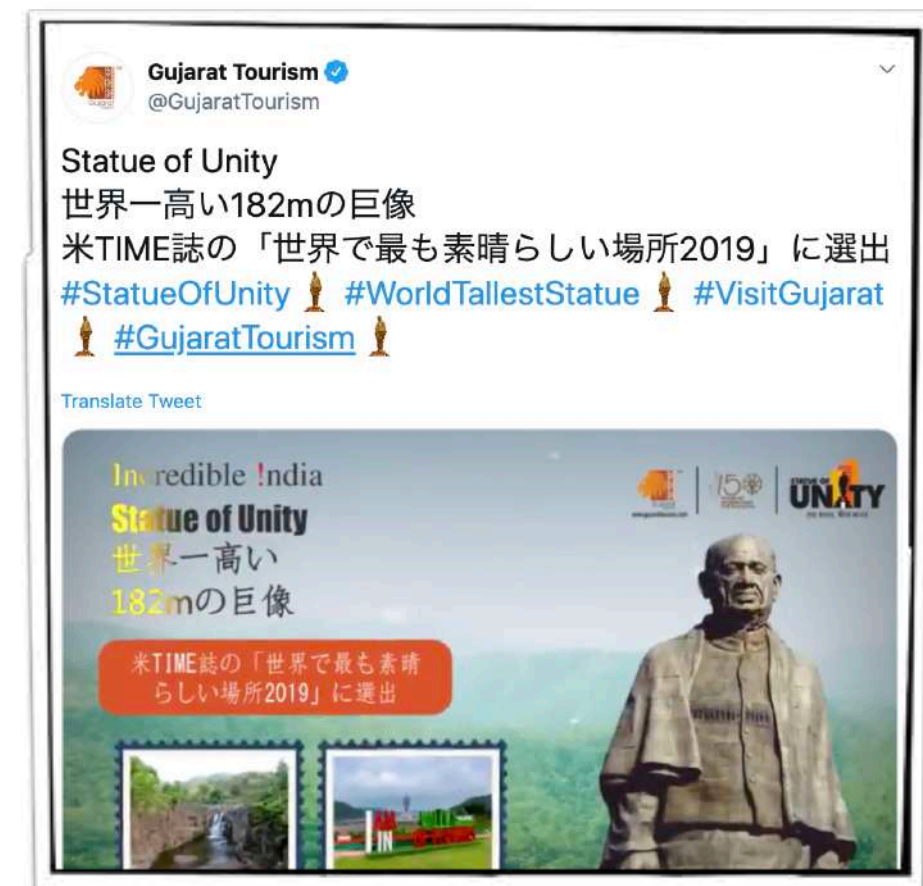 Gujarat Tourism
@GujaratTourism
Statue of Unity
世界一高い182mの巨像
米TIME誌の「世界で最も素晴らしい場所2019」に選出
#StatueOfUnity #WorldTallestStatue #VisitGujarat
#GujaratTourism
Translate Tweet
Incredible !ndia
Statue of Unity
世界一高い
182mの巨像
150
STATUE OF
UNITY
米TIME誌の「世界で最も素晴
らしい場所2019」に選出